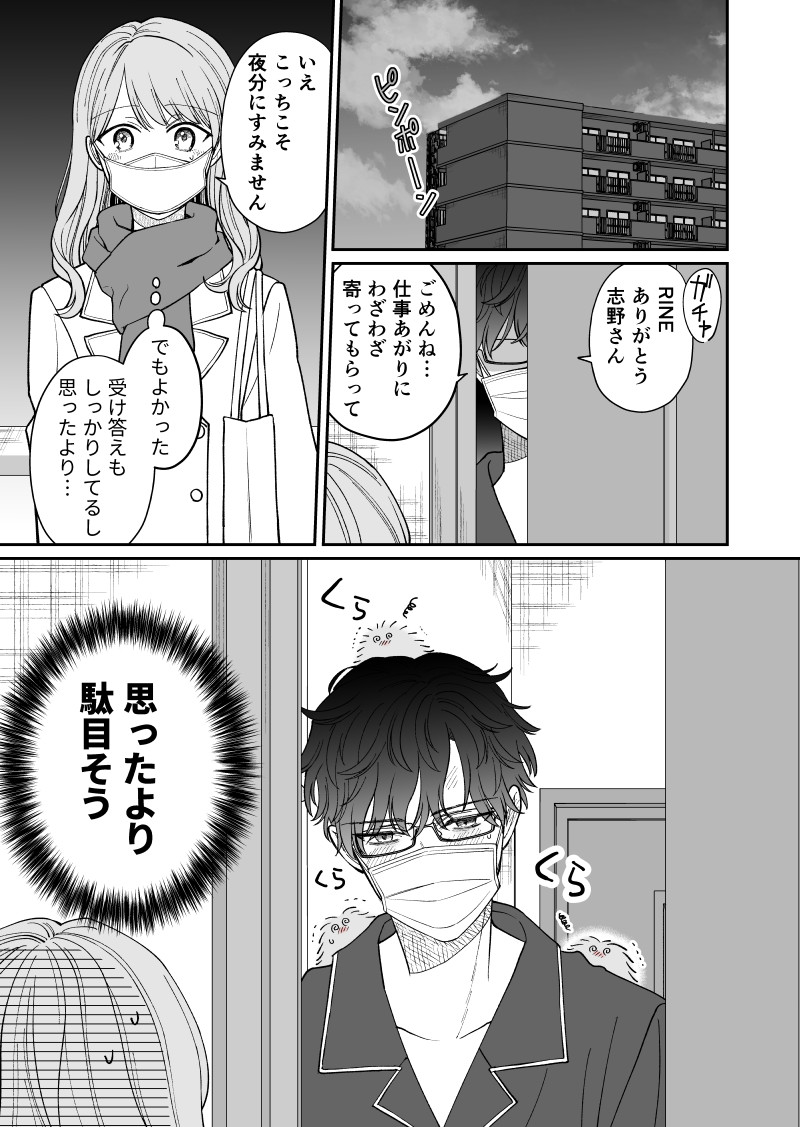 ピンポーン
ガチャ
RINE
ありがとう
志野さん
ごめんね…
仕事あがりに
わざわざ
寄ってもらって
いえ
こっちこそ
夜分にすみません
でもよかった
受け答えも
しっかりしてるし
思ったより…
くら
くら
くら
思ったより
駄目そう